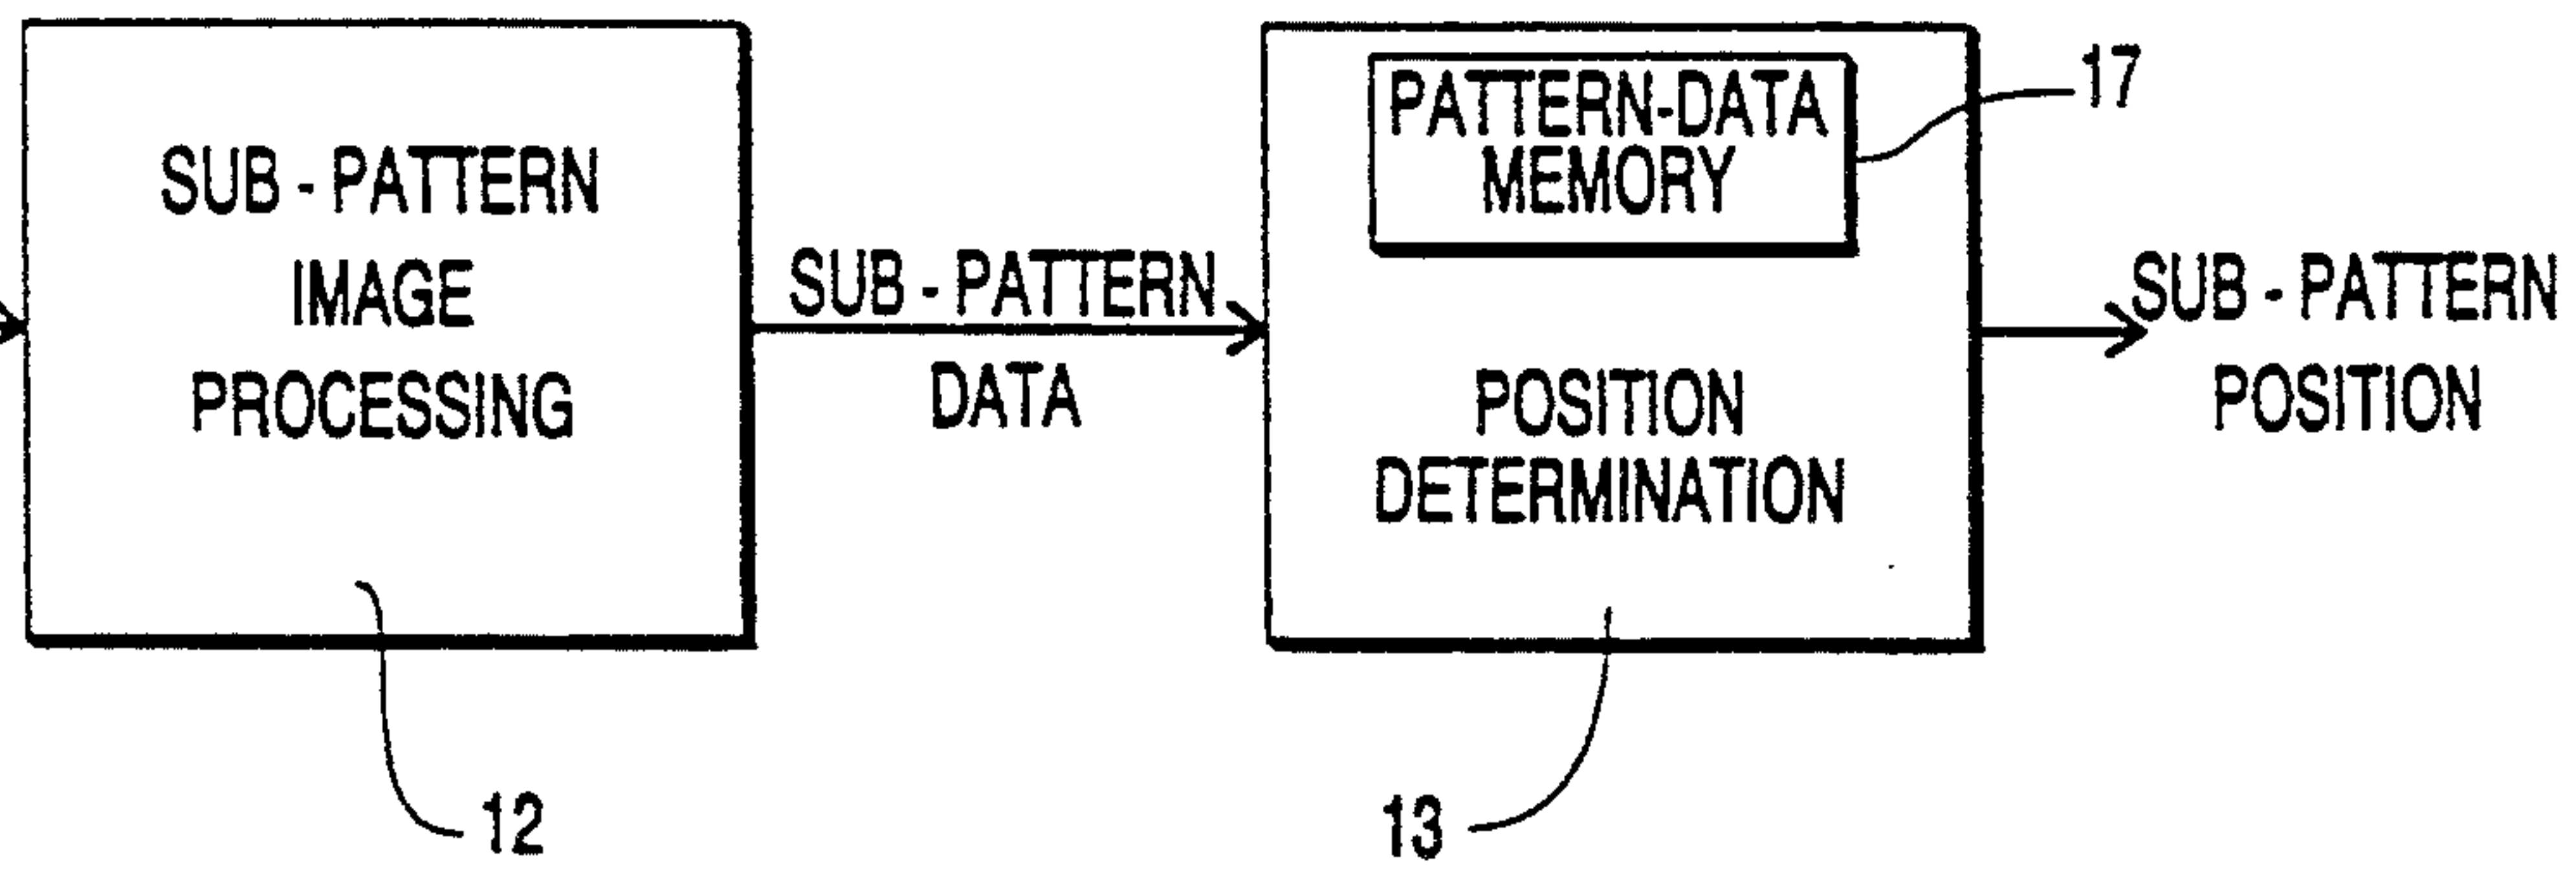 SUB - PATTERN
IMAGE
PROCESSING
12
SUB - PATTERN
DATA
PATTERN-DATA
MEMORY
17
POSITION
DETERMINATION
13
SUB - PATTERN
POSITION